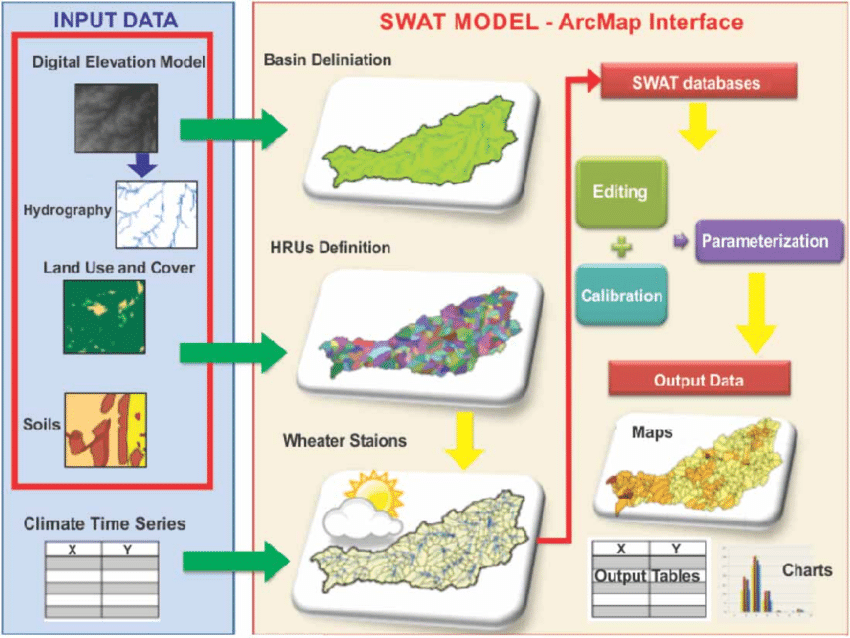 INPUT DATA
Digital Elevation Model
Hydrography
Land Use and Cover
Soils
Climate Time Series
X Y
SWAT MODEL - ArcMap Interface
Basin Deliniation
HRUs Definition
Wheater Staions
SWAT databases
Editing
Calibration
Parameterization
Output Data
Maps
X Y
Output Tables
Charts